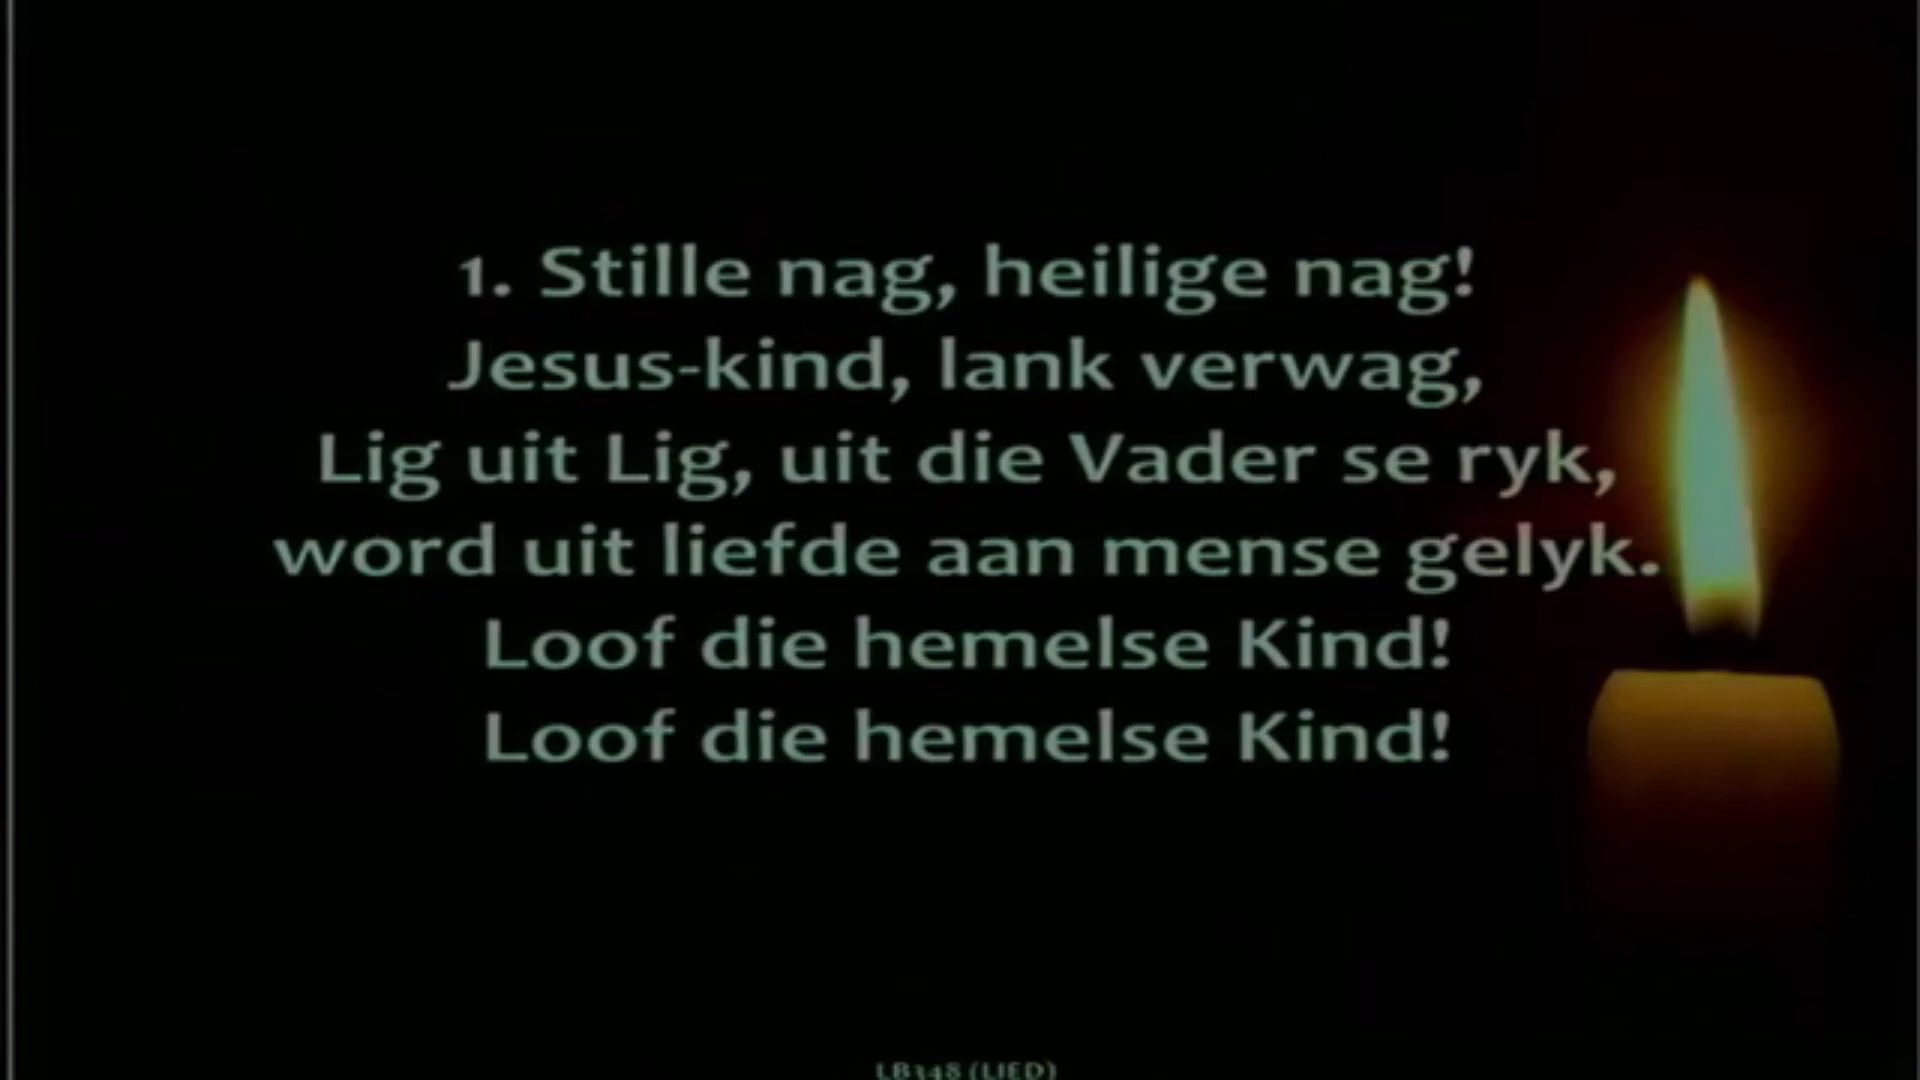 1. Stille nag, heilige nag!
Jesus-kind, lank verwag,
Lig uit Lig, uit die Vader se ryk,
word uit liefde aan mense gelyk.
Loof die hemelse Kind!
Loof die hemelse Kind!
LB348 (LIED)